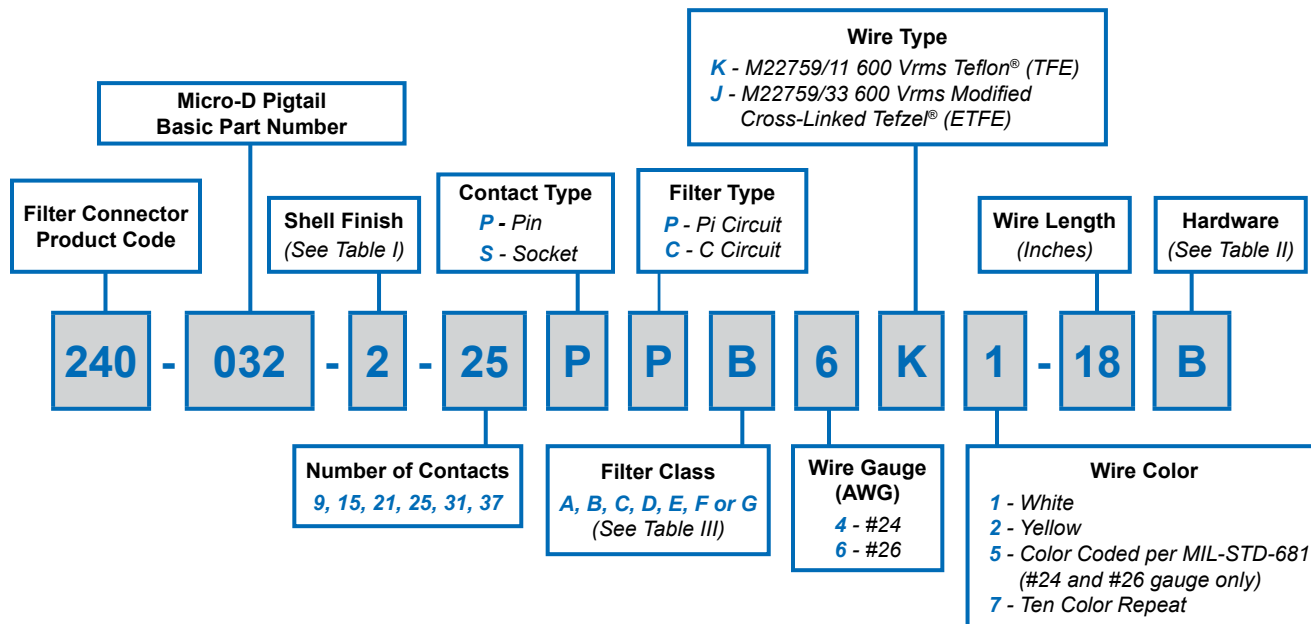 Wire Type
K - M22759/11 600 Vrms Teflon® (TFE)
J - M22759/33 600 Vrms Modified
Cross-Linked Tefzel® (ETFE)
Micro-D Pigtail
Basic Part Number
Filter Connector
Product Code
Shell Finish
(See Table I)
Contact Type
P - Pin
S - Socket
Filter Type
P - Pi Circuit
C - C Circuit
Wire Length
(Inches)
Hardware
(See Table II)
240 - 032 - 2 - 25 P P B 6 K 1 - 18 B
Number of Contacts
9, 15, 21, 25, 31, 37
Filter Class
A, B, C, D, E, F or G
(See Table III)
Wire Gauge
(AWG)
4 - #24
6 - #26
Wire Color
1 - White
2 - Yellow
5 - Color Coded per MIL-STD-681
(#24 and #26 gauge only)
7 - Ten Color Repeat